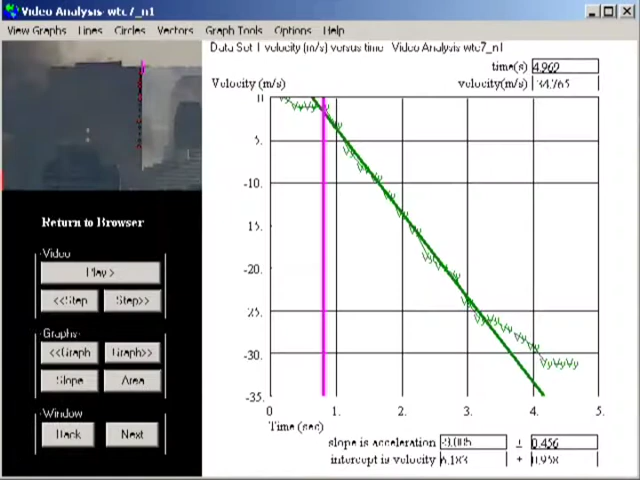 Video Analysis- wtc7_n1
View Graphs Lines Circles Vectors Graph Tools Options Help
Data Set 1 velocity (m/s) versus time Video Analysis wtc7_n1
time(s) 4.969
Velocity (m/s) velocity(m/s)
5.
-10.
15.
-20.
-25.
-30.
-35.
0 1. 2. 3. 4. 5.
Time (sec)
Return to Browser
Video
Play>
<<Step Step>>
Graphs
<<Graph Graph>>
Slope Area
Window
Back Next
slope is acceleration 0.456
intercept is velocity